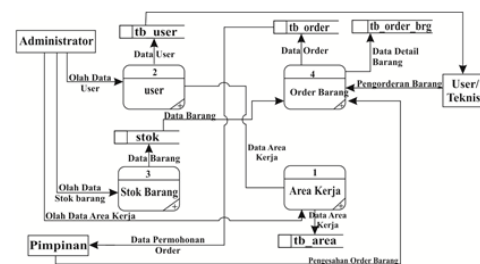 tb_user
tb_order
tb_order_brg
Administrator
Data
User
Data
Order
Data Detail
Barang
Olah Data
User
2
user
4
Order Barang
Pengorderan Barang
User/
Teknis
Data Barang
stok
Data Area
Kerja
Data Barang
3
Stok Barang
1
Area Kerja
Olah Data
Stok barang
Olah Data Area Kerja
Data Area
Kerja
tb_area
Pimpinan
Data Permohonan
Order
Pengesahan Order Barang